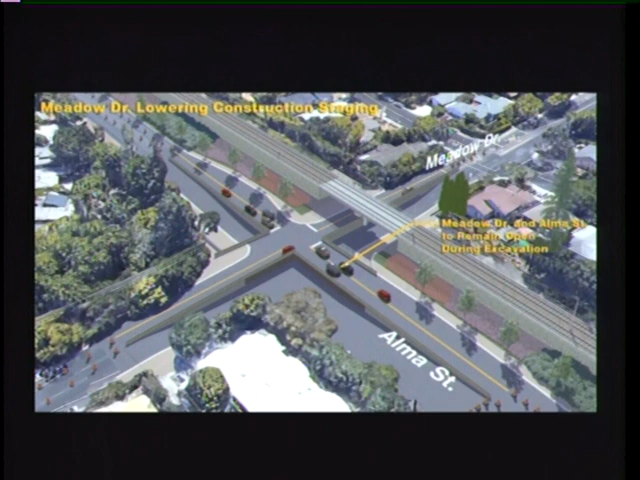 Meadow Dr. Lowering Construction Staging
Meadow Dr.
Meadow Dr. and Alma St.
to Remain Open
During Excavation
Alma St.